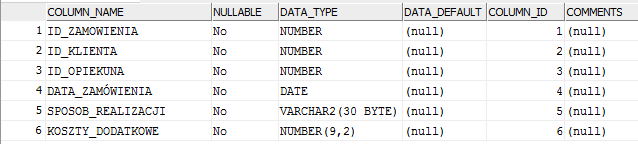 COLUMN_NAME NULLABLE DATA_TYPE DATA_DEFAULT COLUMN_ID COMMENTS
1 ID_ZAMOWIENIA No NUMBER (null) 1 (null)
2 ID_KLIENTA No NUMBER (null) 2 (null)
3 ID_OPIEKUNA No NUMBER (null) 3 (null)
4 DATA_ZAMÓWIENIA No DATE (null) 4 (null)
5 SPOSOB_REALIZACJI No VARCHAR2(30 BYTE) (null) 5 (null)
6 KOSZTY_DODATKOWE No NUMBER(9,2) (null) 6 (null)